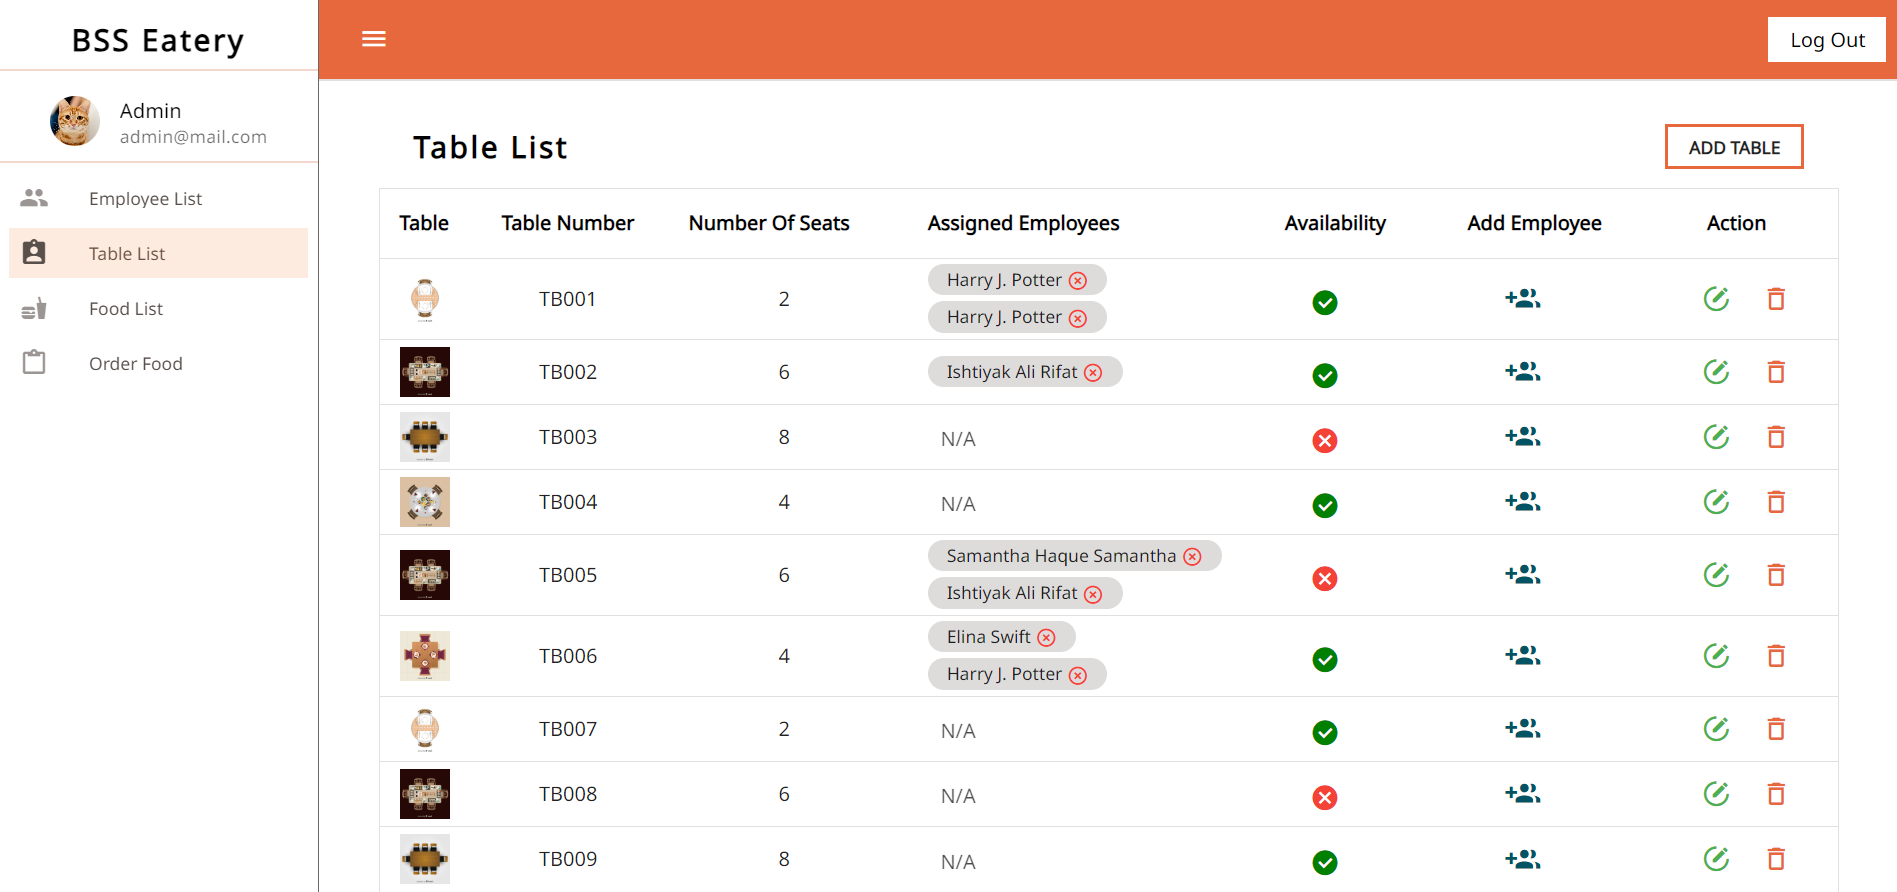 BSS Eatery
Log Out
Admin
admin@mail.com
Employee List
Table List
Food List
Order Food
Table List
ADD TABLE
Table Table Number Number Of Seats Assigned Employees Availability Add Employee Action
TB001 2 Harry J. Potter
Harry J. Potter
TB002 6 Ishtiyak Ali Rifat
TB003 8 N/A
TB004 4 N/A
TB005 6 Samantha Haque Samantha
Ishtiyak Ali Rifat
TB006 4 Elina Swift
Harry J. Potter
TB007 2 N/A
TB008 6 N/A
TB009 8 N/A